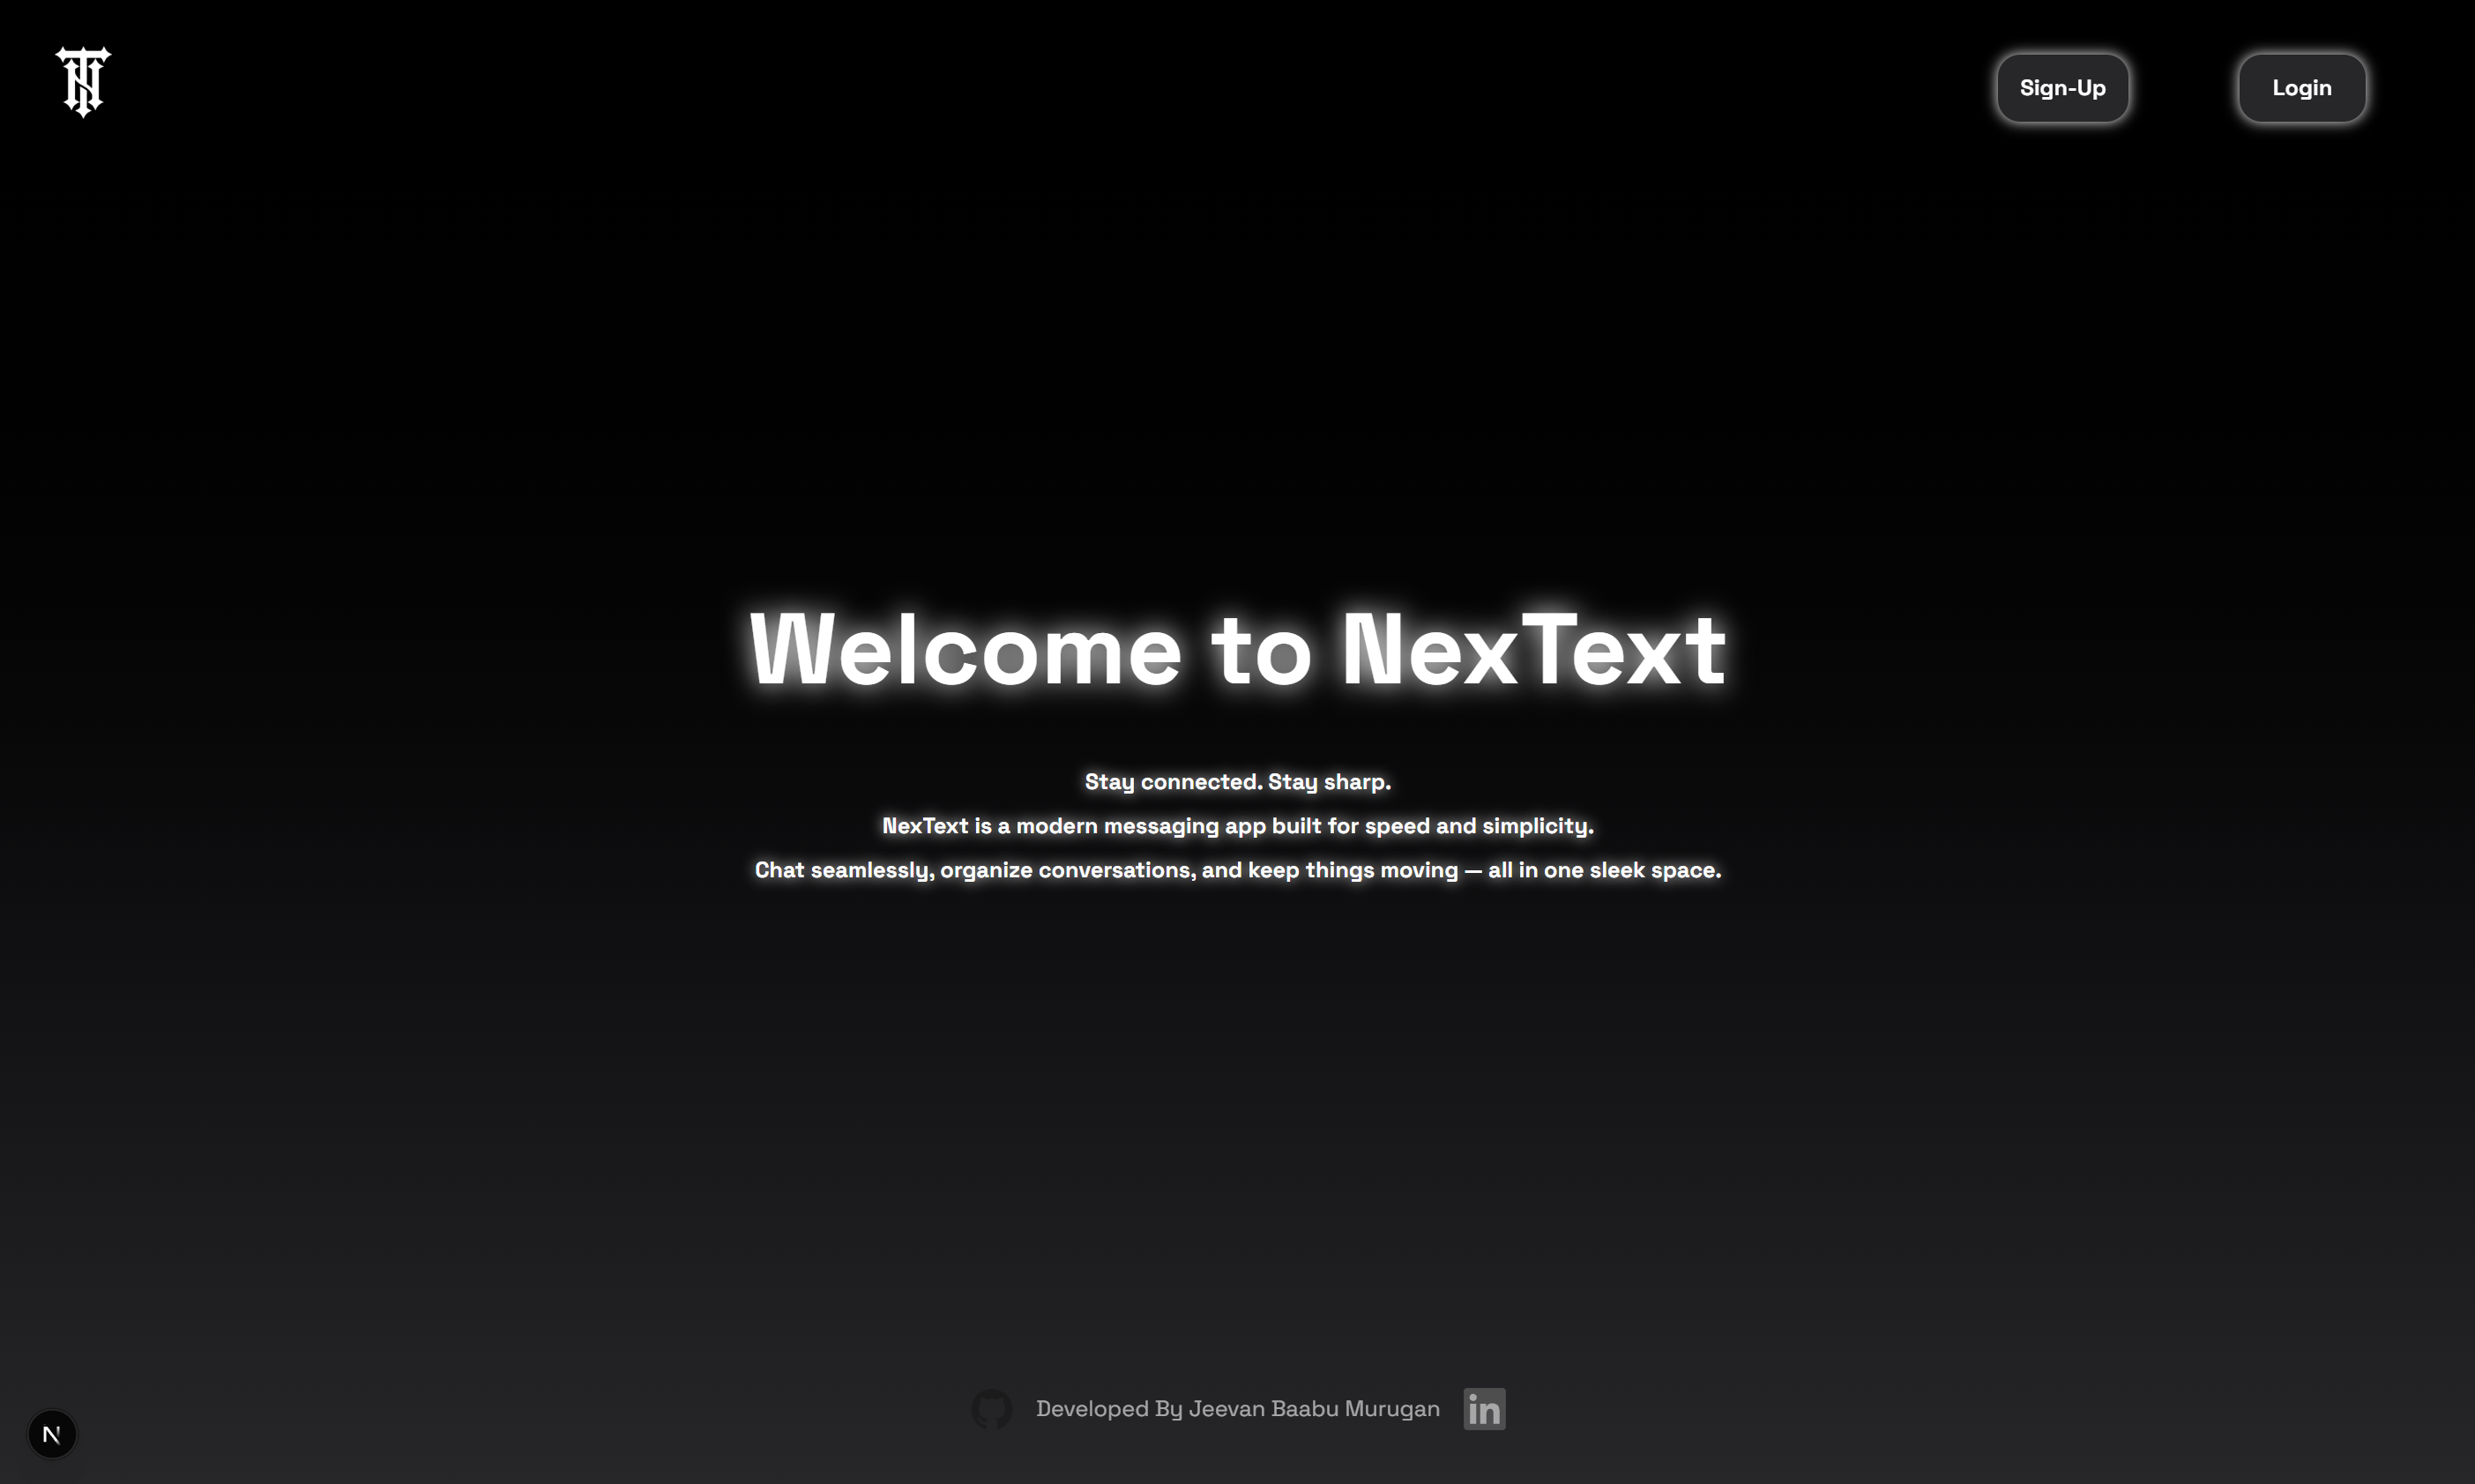 Sign-Up
Login
Welcome to NexText
Stay connected. Stay sharp.
NexText is a modern messaging app built for speed and simplicity.
Chat seamlessly, organize conversations, and keep things moving — all in one sleek space.
Developed By Jeevan Baabu Murugan
in
N